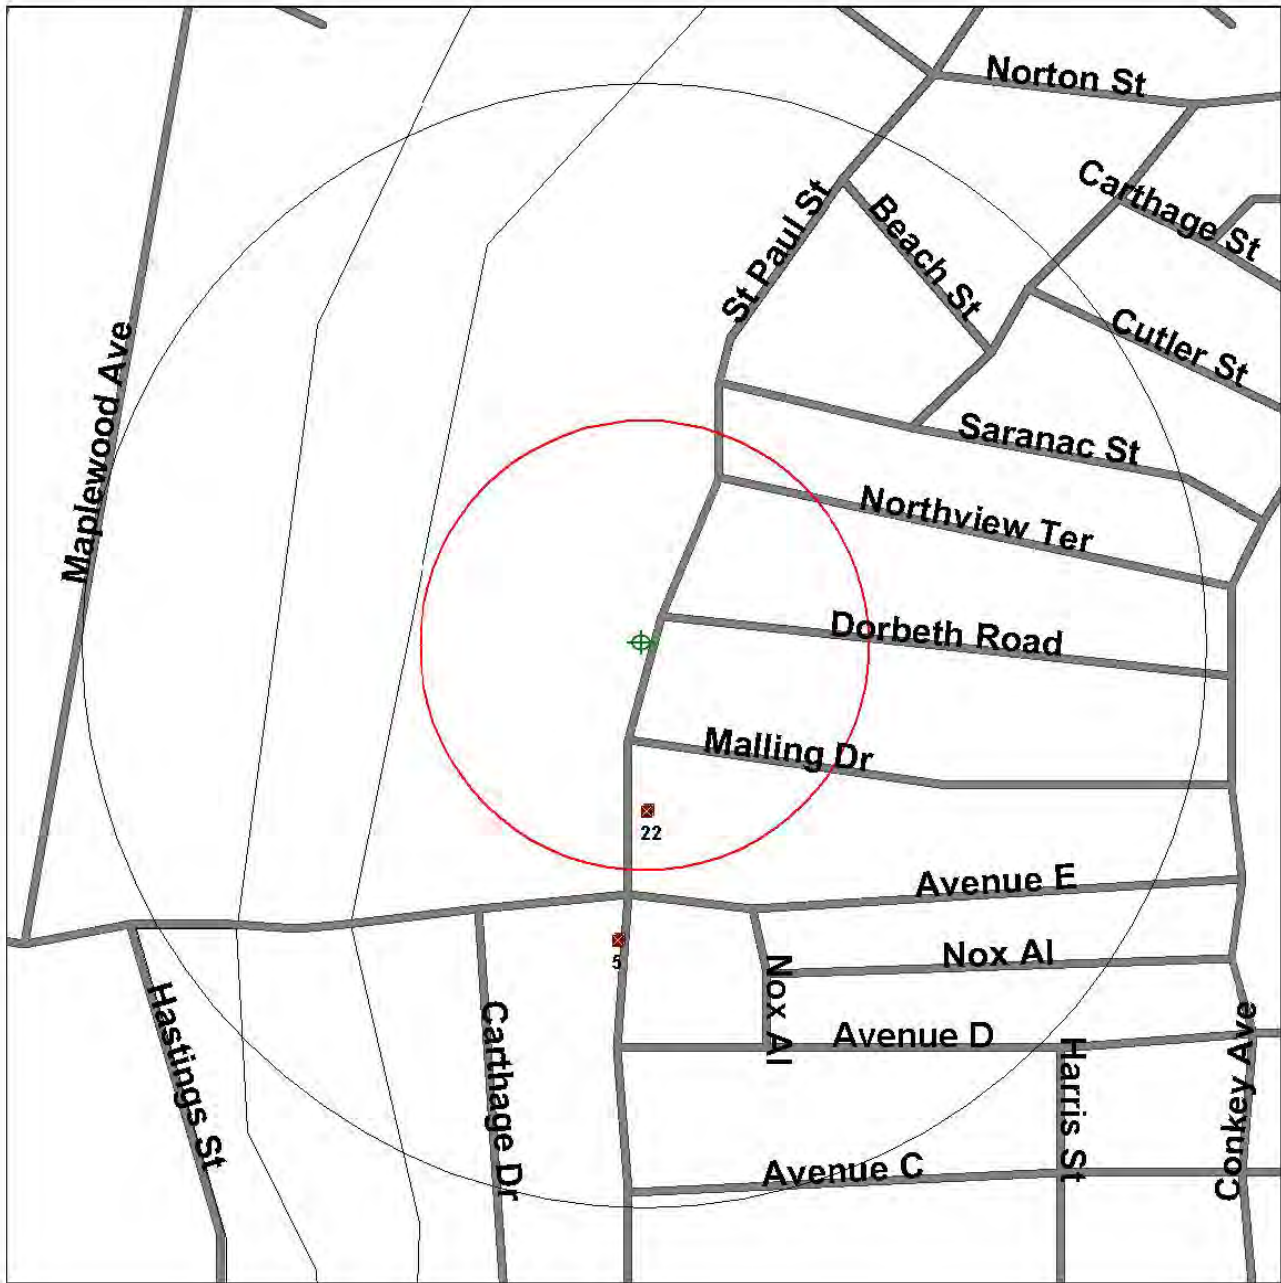 Norton St
Carthage St
St Paul St
Beach St
Cutler St
Maplewood Ave
Saranac St
Northview Ter
Dorbeth Road
Malling Dr
22
Avenue E
5
Nox Al
Nox Al
Hastings St
Carthage Dr
Avenue D
Harris St
Conkey Ave
Avenue C